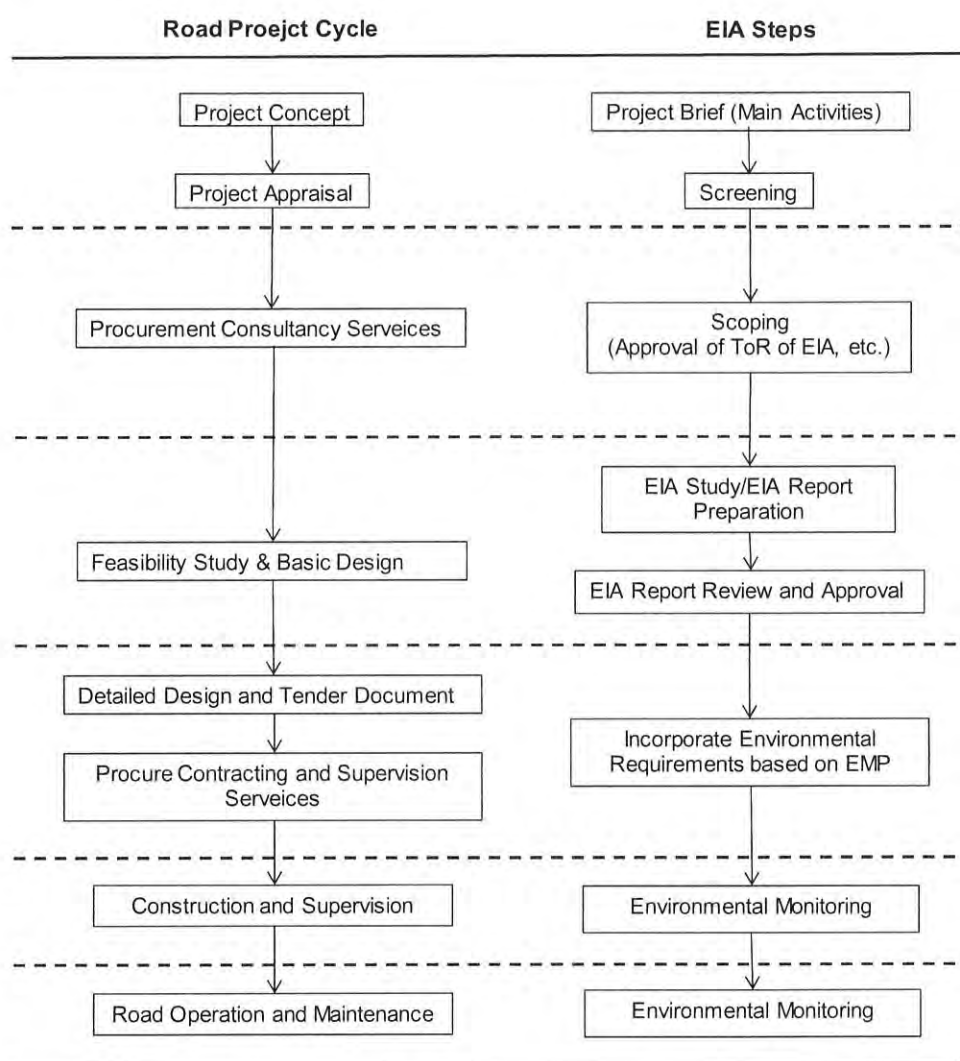 Road Proejct Cycle
EIA Steps
Project Concept
Project Brief (Main Activities)
Project Appraisal
Screening
Procurement Consultancy Serveices
Scoping
(Approval of ToR of EIA, etc.)
EIA Study/EIA Report
Preparation
Feasibility Study & Basic Design
EIA Report Review and Approval
Detailed Design and Tender Document
Procure Contracting and Supervision
Serveices
Incorporate Environmental
Requirements based on EMP
Construction and Supervision
Environmental Monitoring
Road Operation and Maintenance
Environmental Monitoring